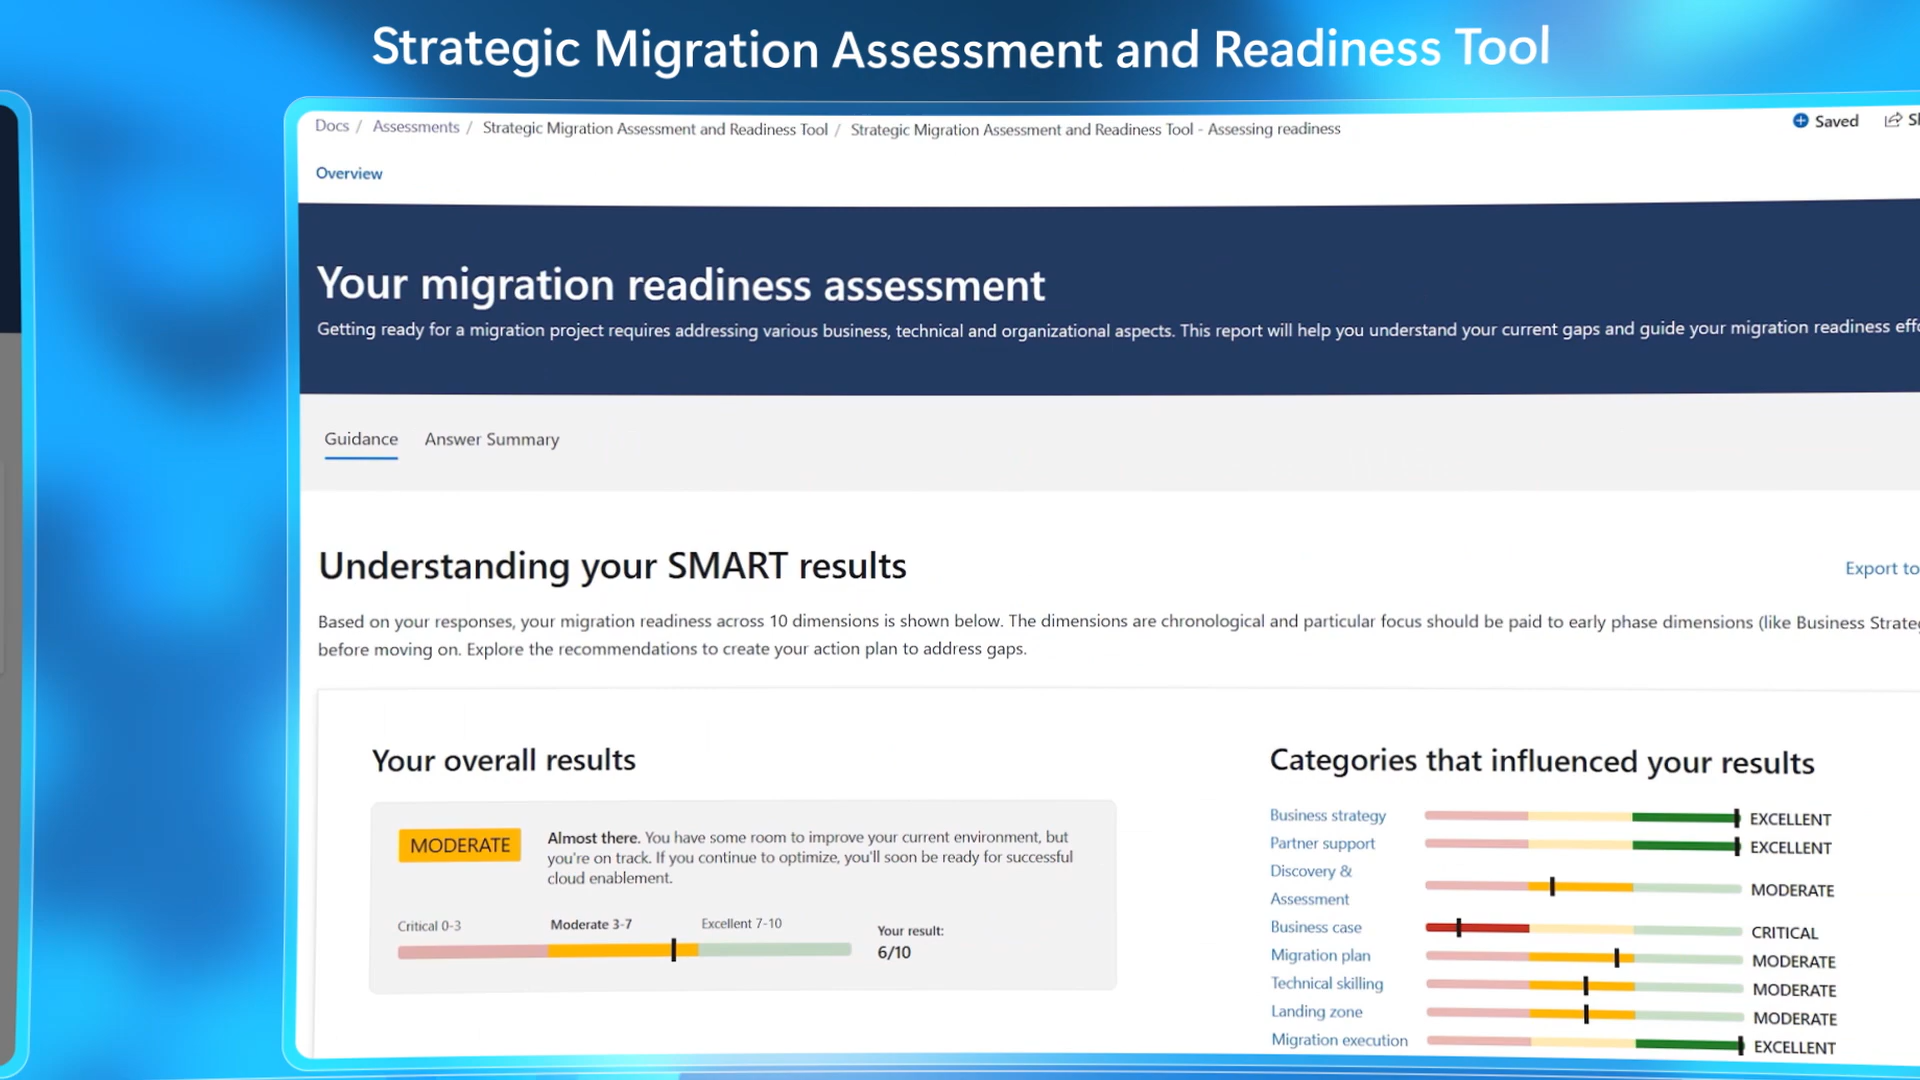 Strategic Migration Assessment and Readiness Tool
Docs / Assessments / Strategic Migration Assessment and Readiness Tool / Strategic Migration Assessment and Readiness Tool - Assessing readiness
Saved
Overview
Your migration readiness assessment
Getting ready for a migration project requires addressing various business, technical and organizational aspects. This report will help you understand your current gaps and guide your migration readiness
Guidance Answer Summary
Understanding your SMART results
Export to
Based on your responses, your migration readiness across 10 dimensions is shown below. The dimensions are chronological and particular focus should be paid to early phase dimensions (like Business
before moving on. Explore the recommendations to create your action plan to address gaps.
Your overall results
MODERATE
Almost there. You have some room to improve your current environment, but
you're on track. If you continue to optimize, you'll soon be ready for successful
cloud enablement.
Critical 0-3 Moderate 3-7 Excellent 7-10
Your result:
6/10
Categories that influenced your results
Business strategy EXCELLENT
Partner support EXCELLENT
Discovery &
Assessment MODERATE
Business case CRITICAL
Migration plan MODERATE
Technical skilling MODERATE
Landing zone MODERATE
Migration execution EXCELLENT